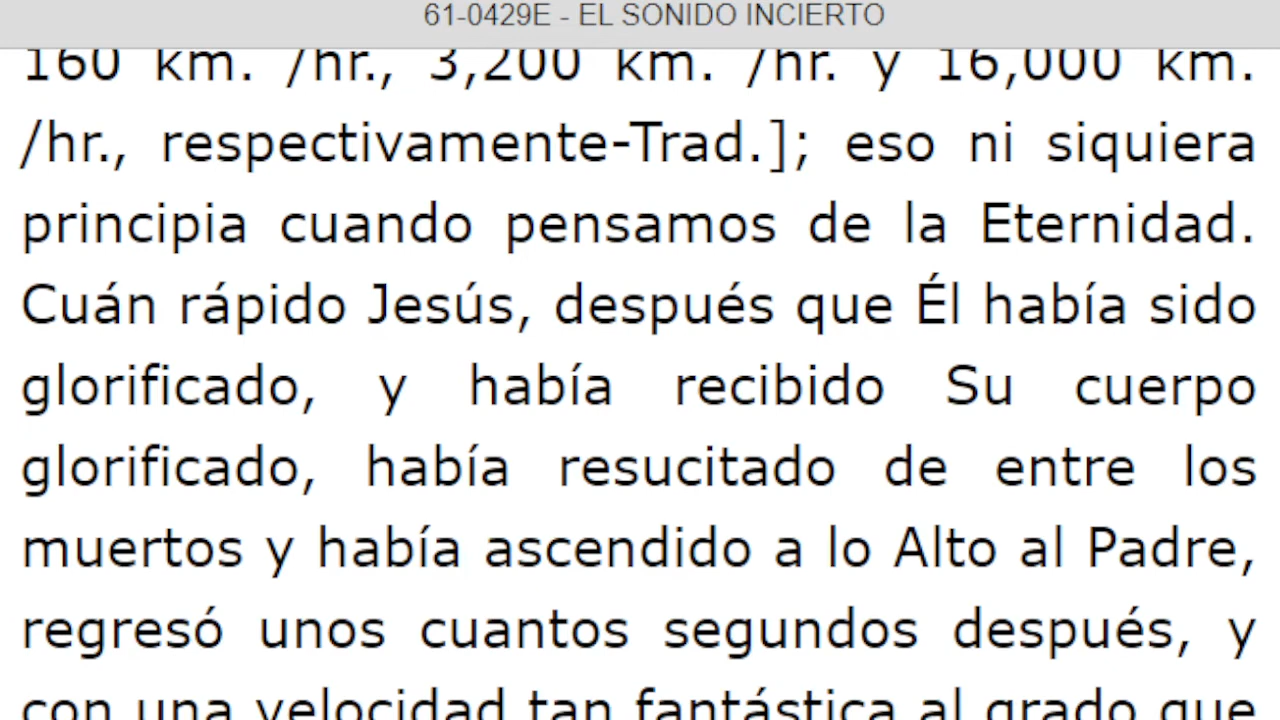 61-0429E - EL SONIDO INCIERTO
160 km. /hr., 3,200 km. /hr. y 16,000 km.
/hr., respectivamente-Trad.]; eso ni siquiera
principia cuando pensamos de la Eternidad.
Cuán rápido Jesús, después que Él había sido
glorificado, y había recibido Su cuerpo
glorificado, había resucitado de entre los
muertos y había ascendido a lo Alto al Padre,
regresó unos cuantos segundos después, y
con una velocidad tan fantástica al grado que